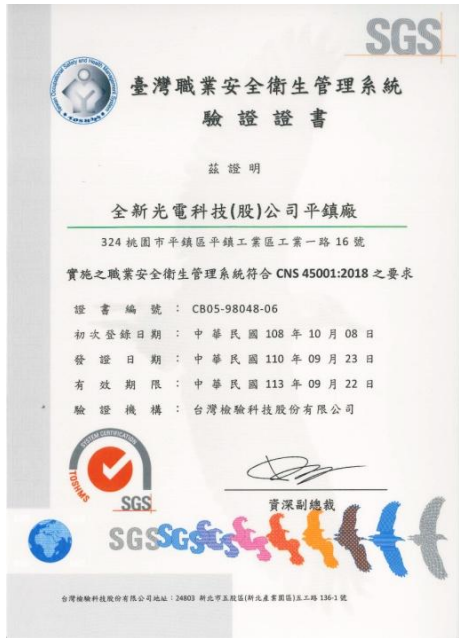 SGS
Taiwan Occupational Safety and Health Management System
TOSHMS
臺灣職業安全衛生管理系統
驗證證書
茲證明
全新光電科技(股)公司平鎮廠
324 桃園市平鎮區平鎮工業區工業一路 16 號
實施之職業安全衛生管理系統符合 CNS 45001:2018 之要求
證書編號 : CB05-98048-06
初次登錄日期 : 中華民國 108 年 10 月 08 日
發證日期 : 中華民國 110 年 09 月 23 日
有效期限 : 中華民國 113 年 09 月 22 日
驗證機構 : 台灣檢驗科技股份有限公司
SYSTEM CERTIFICATION
TOSHMS
SGS
資深副總裁
SGSSGSSGS
台灣檢驗科技股份有限公司地址：24803 新北市五股區(新北產業園區)五工路 136-1 號